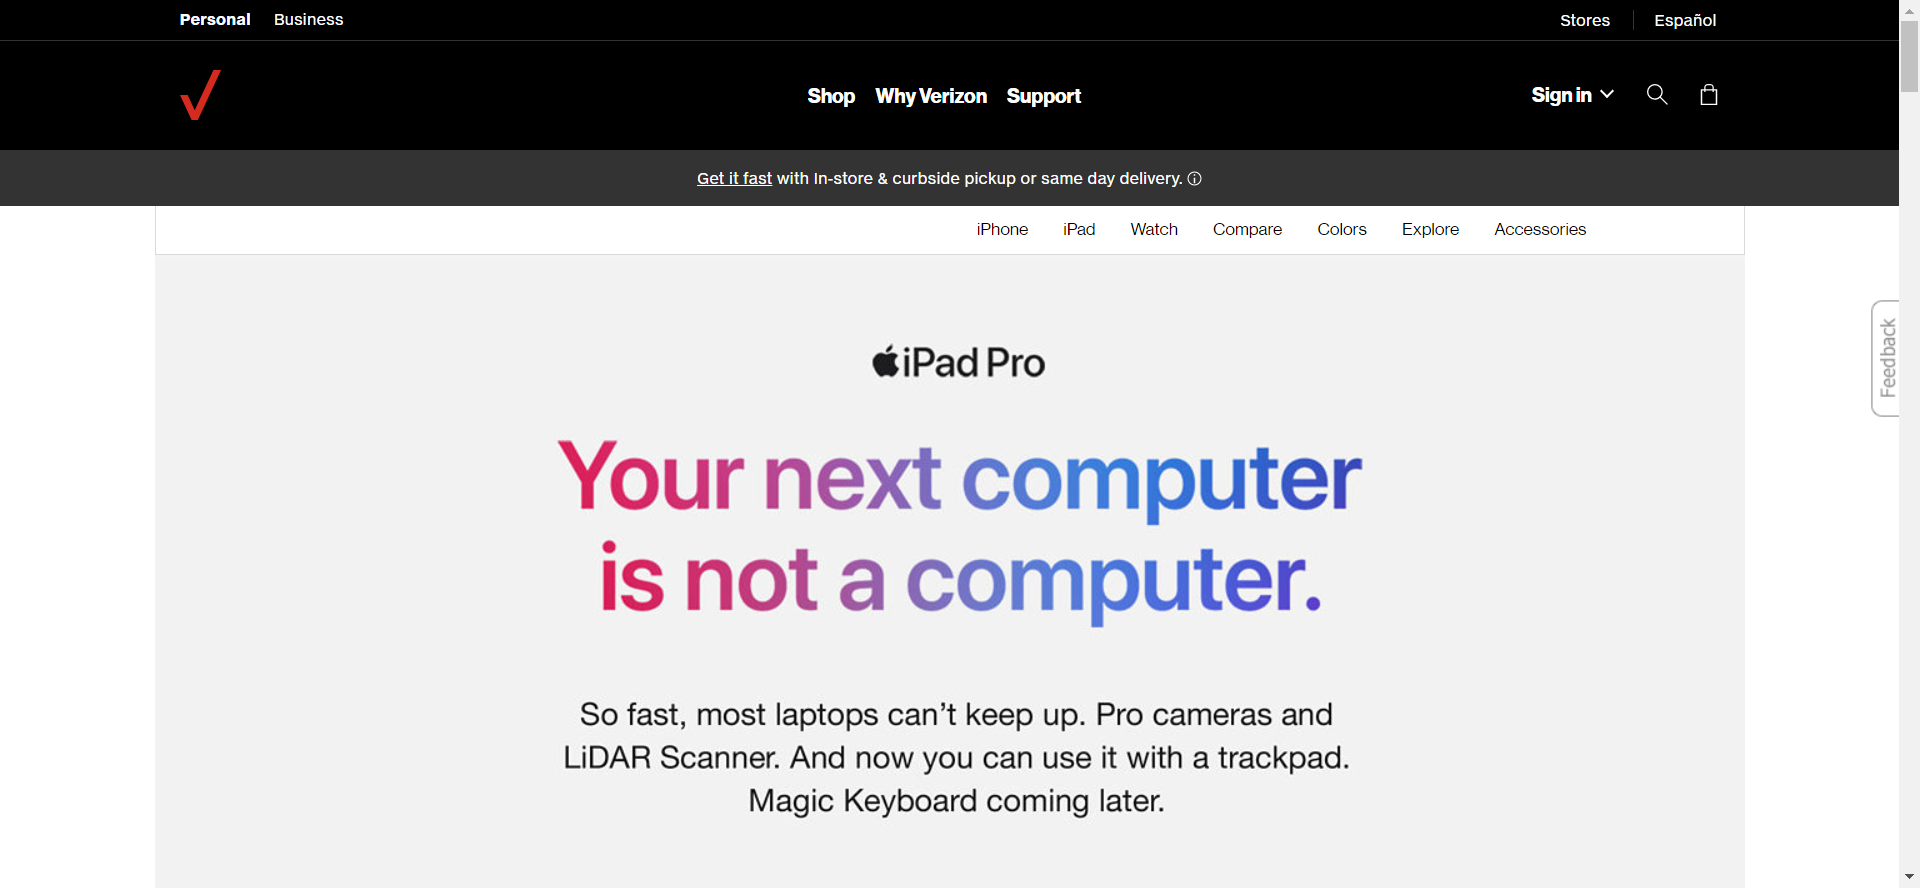 Personal Business Stores Español
Shop Why Verizon Support Sign in
Get it fast with In-store & curbside pickup or same day delivery.
iPhone iPad Watch Compare Colors Explore Accessories
Feedback
iPad Pro
Your next computer
is not a computer.
So fast, most laptops can’t keep up. Pro cameras and
LiDAR Scanner. And now you can use it with a trackpad.
Magic Keyboard coming later.